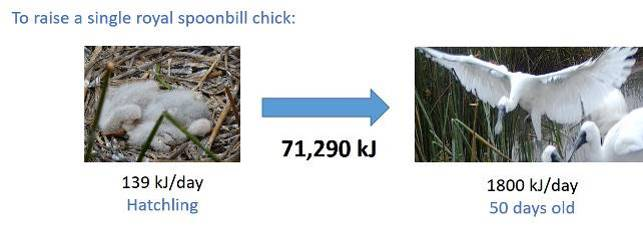 To raise a single royal spoonbill chick:
71,290 kJ
139 kJ/day
Hatchling
1800 kJ/day
50 days old